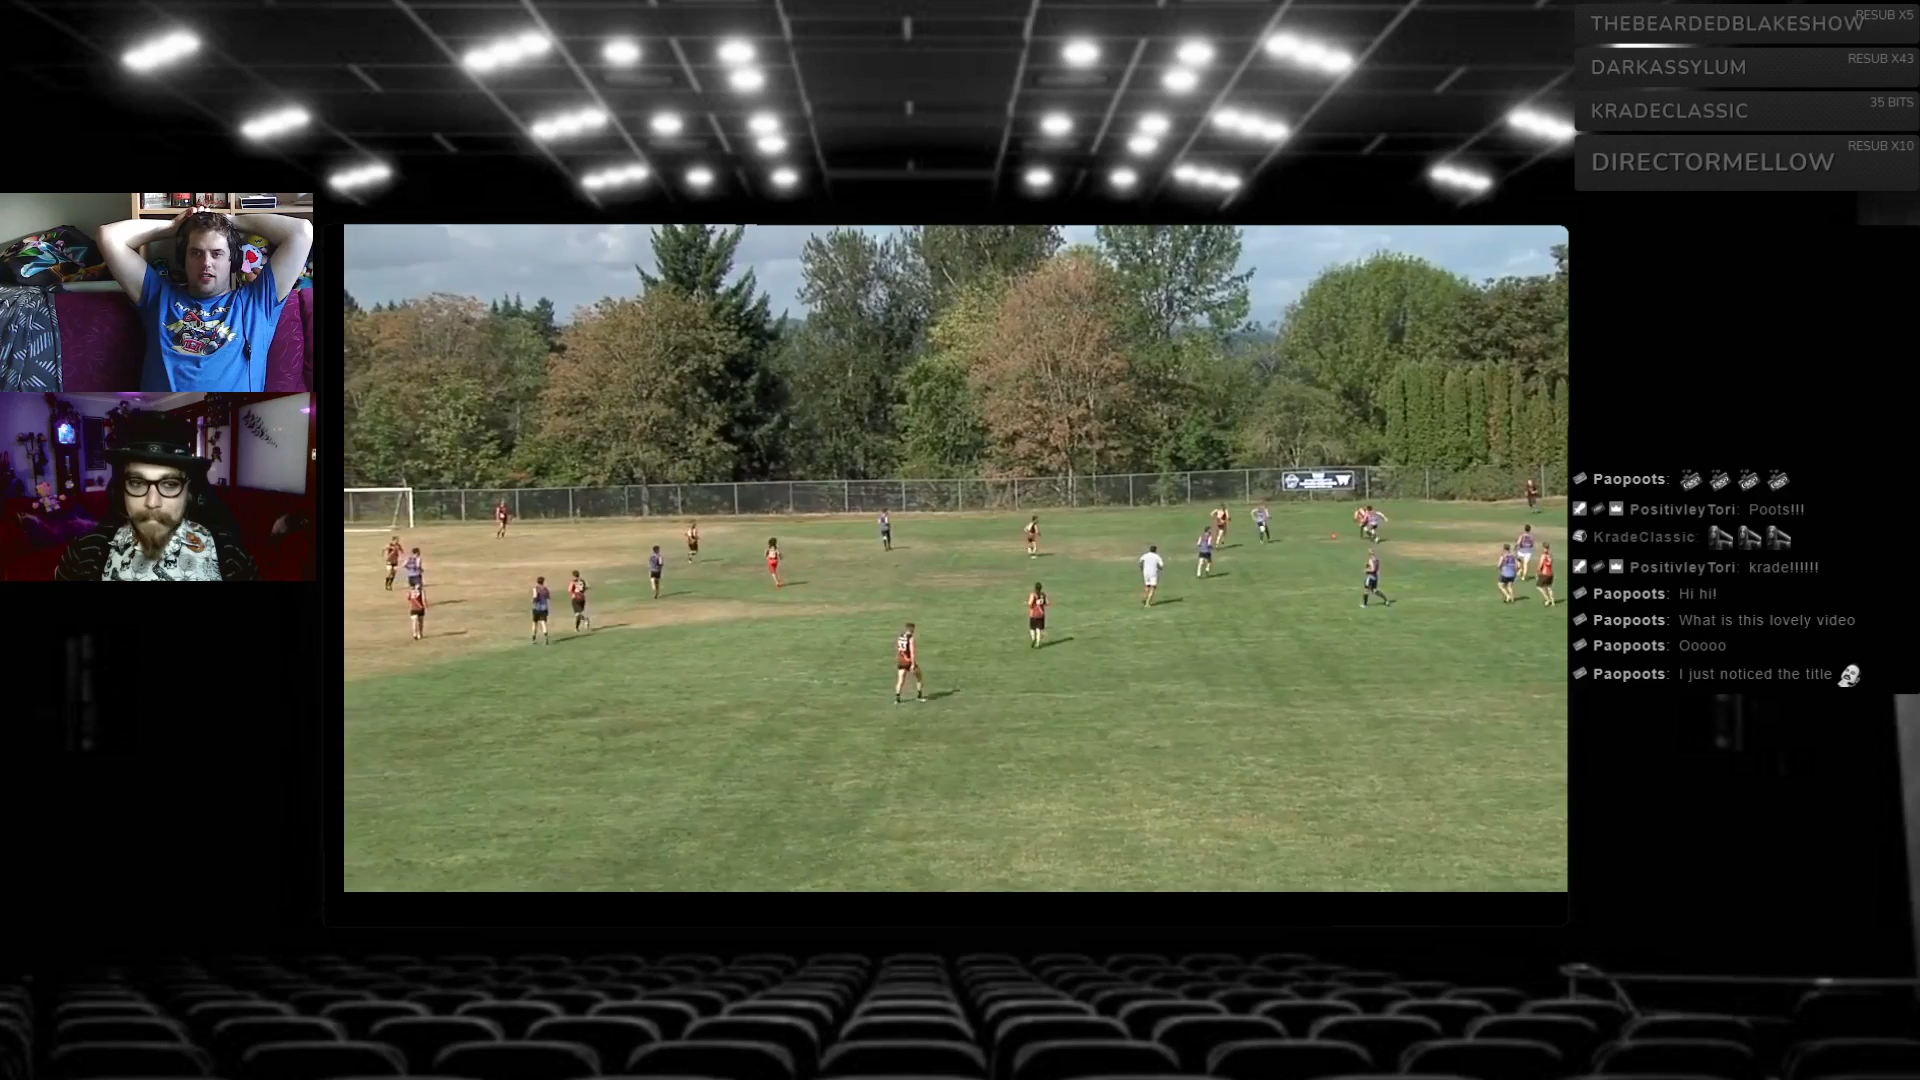 THEBEARDEDBLAKESHOW RESUB X5
DARKASSYLUM RESUB X43
KRADECLASSIC 35 BITS
DIRECTORMELLOW RESUB X10
Paopoots:
PositivleyTori: Poots!!!
KradeClassic:
PositivleyTori: krade!!!!!!
Paopoots: Hi hi!
Paopoots: What is this lovely video
Paopoots: Ooooo
Paopoots: I just noticed the title
33